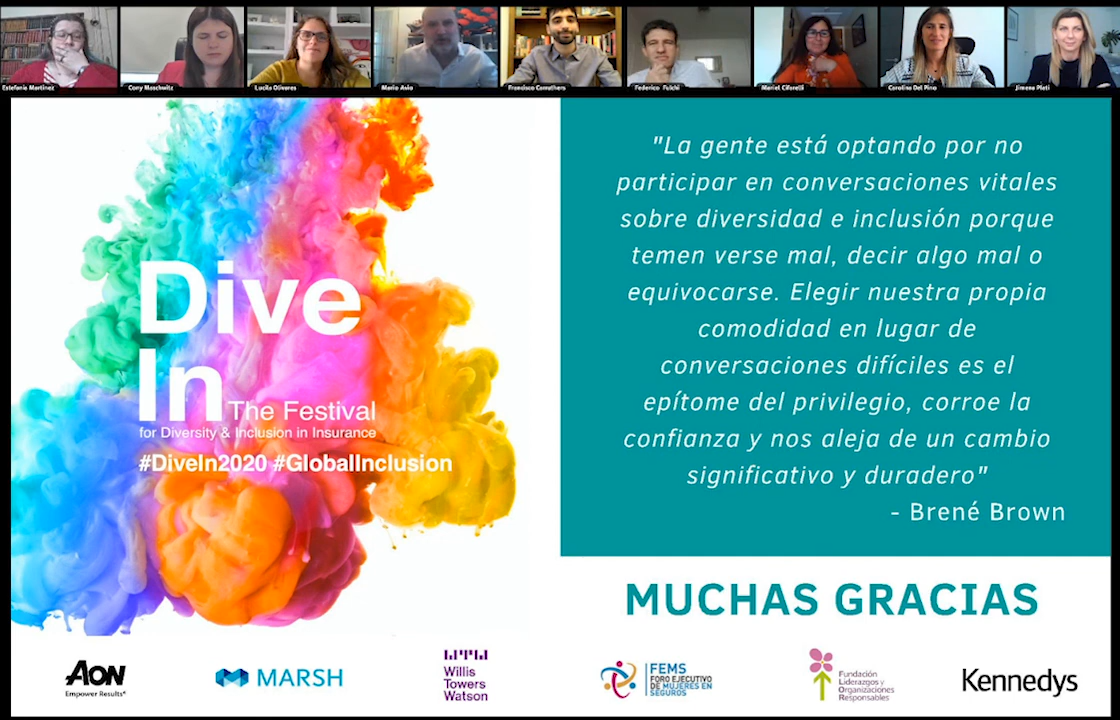 Estefania Martinez
Cony Moschwitz
Lucila Olivares
Mario Avio
Francisco Carruthers
Federico Fulchi
Mariel Ciforelli
Carolina Del Pino
Jimena Plati
Dive
In The Festival
for Diversity & Inclusion in Insurance
#DiveIn2020 #GlobalInclusion
"La gente está optando por no
participar en conversaciones vitales
sobre diversidad e inclusión porque
temen verse mal, decir algo mal o
equivocarse. Elegir nuestra propia
comodidad en lugar de
conversaciones difíciles es el
epítome del privilegio, corroe la
confianza y nos aleja de un cambio
significativo y duradero"
- Brené Brown
MUCHAS GRACIAS
AON
Empower Results®
MARSH
Willis
Towers
Watson
FEMS
FORO EJECUTIVO
DE MUJERES EN
SEGUROS
Fundación
Liderazgos y
Organizaciones
Responsables
Kennedys